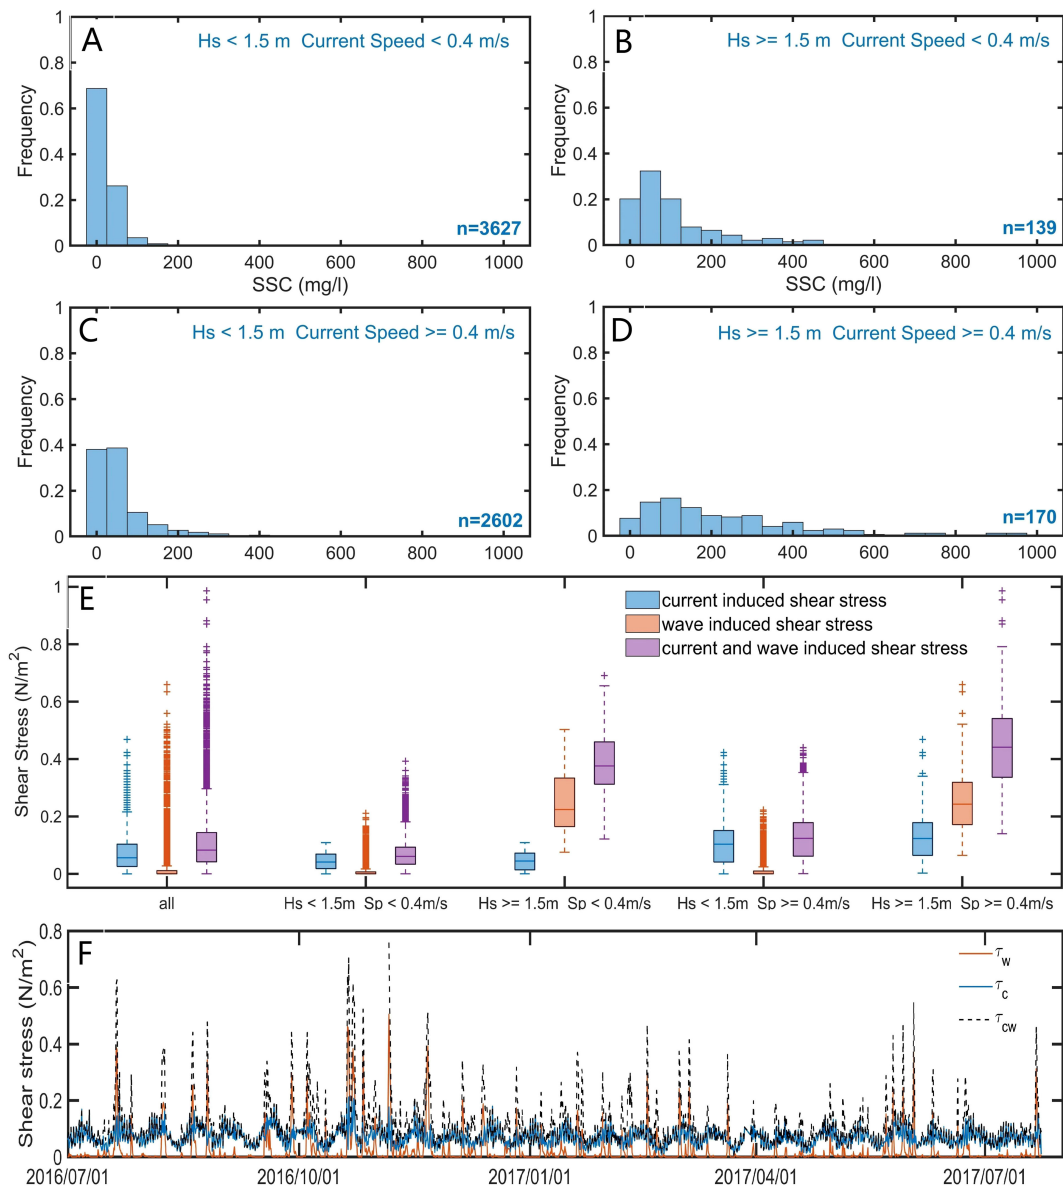 A
Hs < 1.5 m Current Speed < 0.4 m/s
1
0.8
0.6
0.4
0.2
0
Frequency
n=3627
0 200 400 600 800 1000
SSC (mg/l)
B
Hs >= 1.5 m Current Speed < 0.4 m/s
1
0.8
0.6
0.4
0.2
0
Frequency
n=139
0 200 400 600 800 1000
SSC (mg/l)
C
Hs < 1.5 m Current Speed >= 0.4 m/s
1
0.8
0.6
0.4
0.2
0
Frequency
n=2602
0 200 400 600 800 1000
D
Hs >= 1.5 m Current Speed >= 0.4 m/s
1
0.8
0.6
0.4
0.2
0
Frequency
n=170
0 200 400 600 800 1000
E
1
0.8
0.6
0.4
0.2
0
Shear Stress (N/m²)
current induced shear stress
wave induced shear stress
current and wave induced shear stress
all
Hs < 1.5m Sp < 0.4m/s
Hs >= 1.5m Sp < 0.4m/s
Hs < 1.5m Sp >= 0.4m/s
Hs >= 1.5m Sp >= 0.4m/s
F
0.8
0.6
0.4
0.2
0
Shear stress (N/m²)
τw
τc
τcw
2016/07/01 2016/10/01 2017/01/01 2017/04/01 2017/07/01